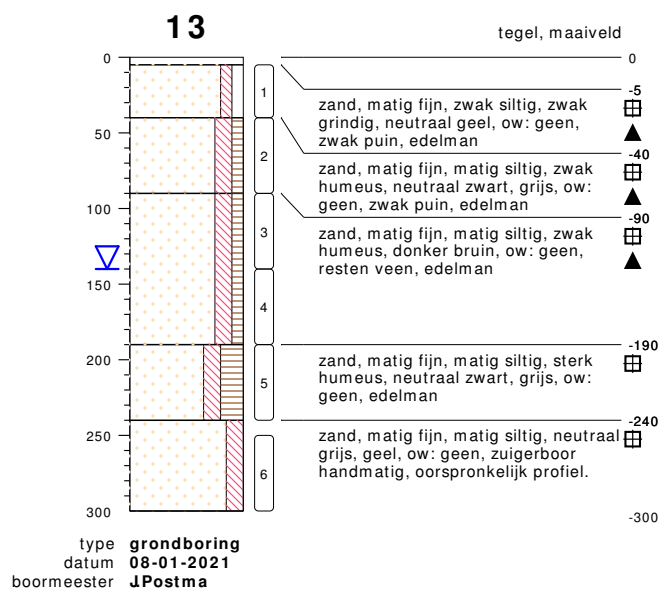 13
tegel, maaiveld
0
0
-5
1
zand, matig fijn, zwak siltig, zwak
grindig, neutraal geel, ow: geen,
zwak puin, edelman
50
-40
2
zand, matig fijn, matig siltig, zwak
humeus, neutraal zwart, grijs, ow:
geen, zwak puin, edelman
100
-90
3
zand, matig fijn, matig siltig, zwak
humeus, donker bruin, ow: geen,
resten veen, edelman
150
4
-190
200
5
zand, matig fijn, matig siltig, sterk
humeus, neutraal zwart, grijs, ow:
geen, edelman
-240
250
6
zand, matig fijn, matig siltig, neutraal
grijs, geel, ow: geen, zuigerboor
handmatig, oorspronkelijk profiel.
300
-300
type grondboring
datum 08-01-2021
boormeester J.Postma